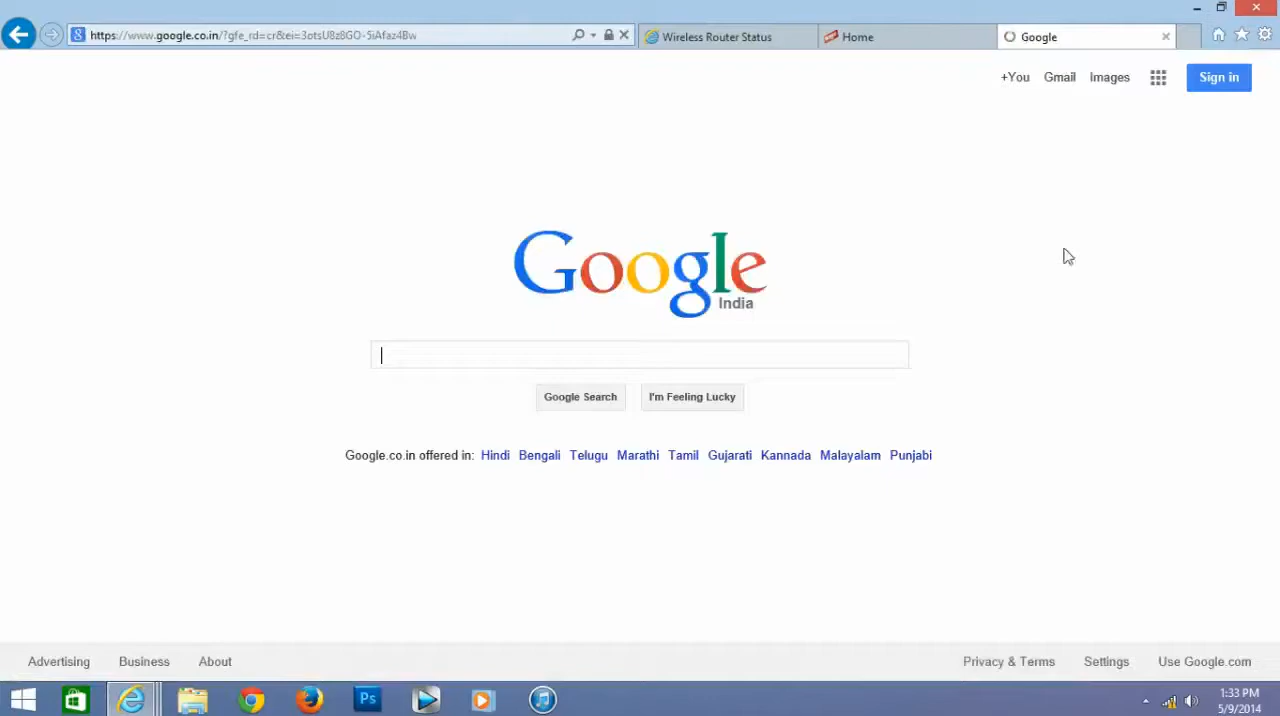 https://www.google.co.in/?gfe_rd=cr&ei=3otsU8z8GO-5iAfaz4Bw
Wireless Router Status
Home
Google
+You Gmail Images Sign in
Google
India
Google Search I'm Feeling Lucky
Google.co.in offered in: Hindi Bengali Telugu Marathi Tamil Gujarati Kannada Malayalam Punjabi
Advertising Business About Privacy & Terms Settings Use Google.com
Ps
1:33 PM
5/9/2014